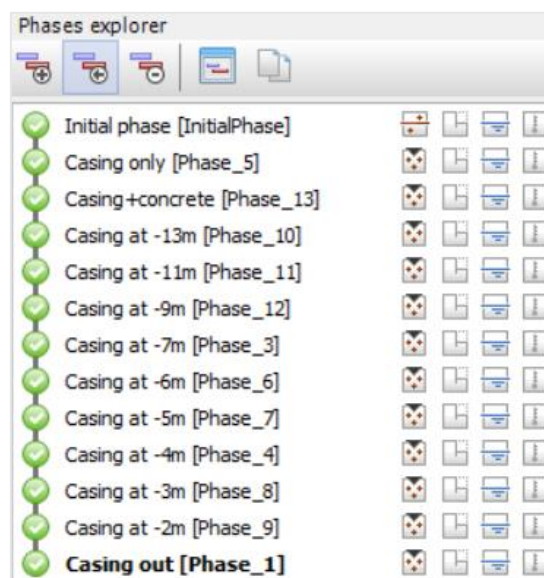 Phases explorer
Initial phase [InitialPhase]
Casing only [Phase_5]
Casing+concrete [Phase_13]
Casing at -13m [Phase_10]
Casing at -11m [Phase_11]
Casing at -9m [Phase_12]
Casing at -7m [Phase_3]
Casing at -6m [Phase_6]
Casing at -5m [Phase_7]
Casing at -4m [Phase_4]
Casing at -3m [Phase_8]
Casing at -2m [Phase_9]
Casing out [Phase_1]